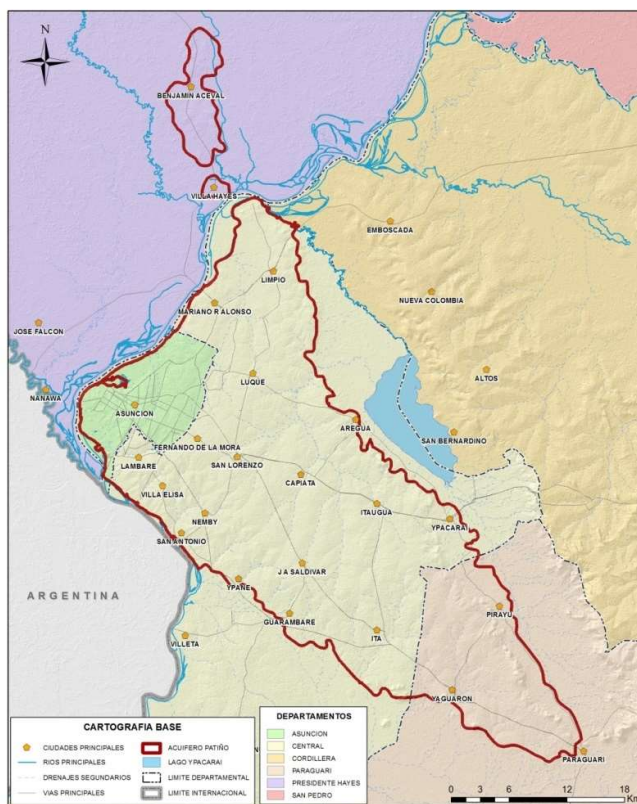 N
BENJAMIN ACEVAL
VILLA HAYES
EMBOSCADA
LIMPIO
NUEVA COLOMBIA
MARIANO R ALONSO
JOSE FALCON
ALTOS
LUQUE
NANAWA
ASUNCION
AREGUA
SAN BERNARDINO
FERNANDO DE LA MORA
LAMBARE
SAN LORENZO
CAPIATA
VILLA ELISA
ITAUGUA
NEMBY
YPACARAI
SAN ANTONIO
J A SALDIVAR
YPANE
ARGENTINA
PIRAYU
GUARAMBARE
VILLETA
ITA
YAGUARON
PARAGUARI
CARTOGRAFIA BASE
CIUDADES PRINCIPALES
ACUIFERO PATIÑO
RIOS PRINCIPALES
LAGO YPACARAI
DRENAJES SEGUNDARIOS
LIMITE DEPARTAMENTAL
VIAS PRINCIPALES
LIMITE INTERNACIONAL
DEPARTAMENTOS
ASUNCION
CENTRAL
CORDILLERA
PARAGUARI
PRESIDENTE HAYES
SAN PEDRO
0 3 6 12 18